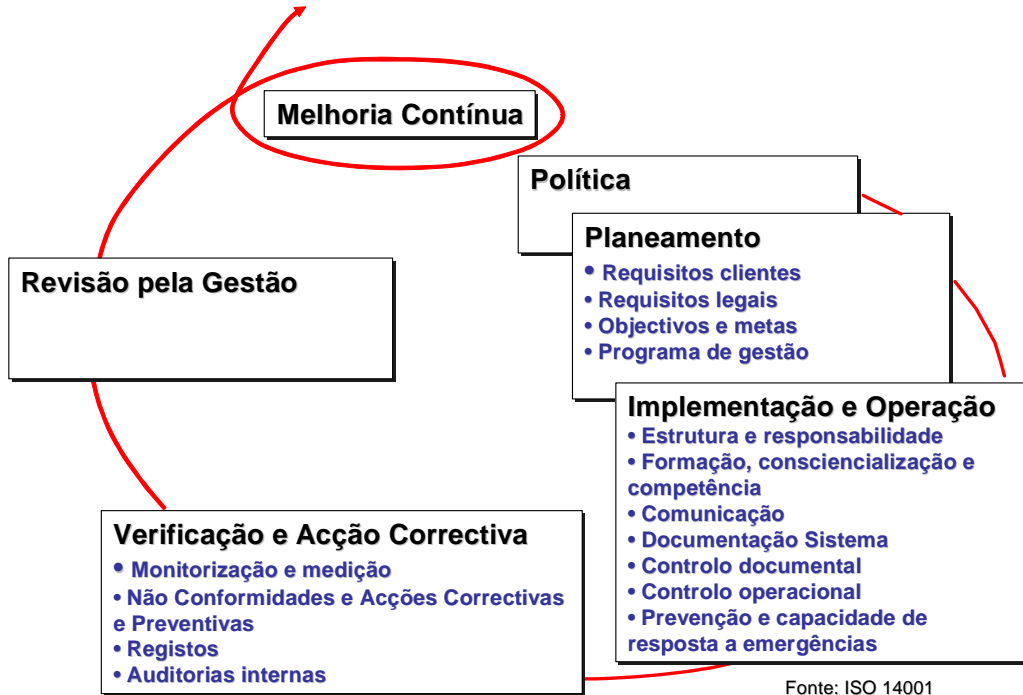 Melhoria Contínua
Política
Planeamento
• Requisitos clientes
• Requisitos legais
• Objectivos e metas
• Programa de gestão
Implementação e Operação
• Estrutura e responsabilidade
• Formação, consciencialização e
competência
• Comunicação
• Documentação Sistema
• Controlo documental
• Controlo operacional
• Prevenção e capacidade de
resposta a emergências
Verificação e Acção Correctiva
• Monitorização e medição
• Não Conformidades e Acções Correctivas
e Preventivas
• Registos
• Auditorias internas
Revisão pela Gestão
Fonte: ISO 14001